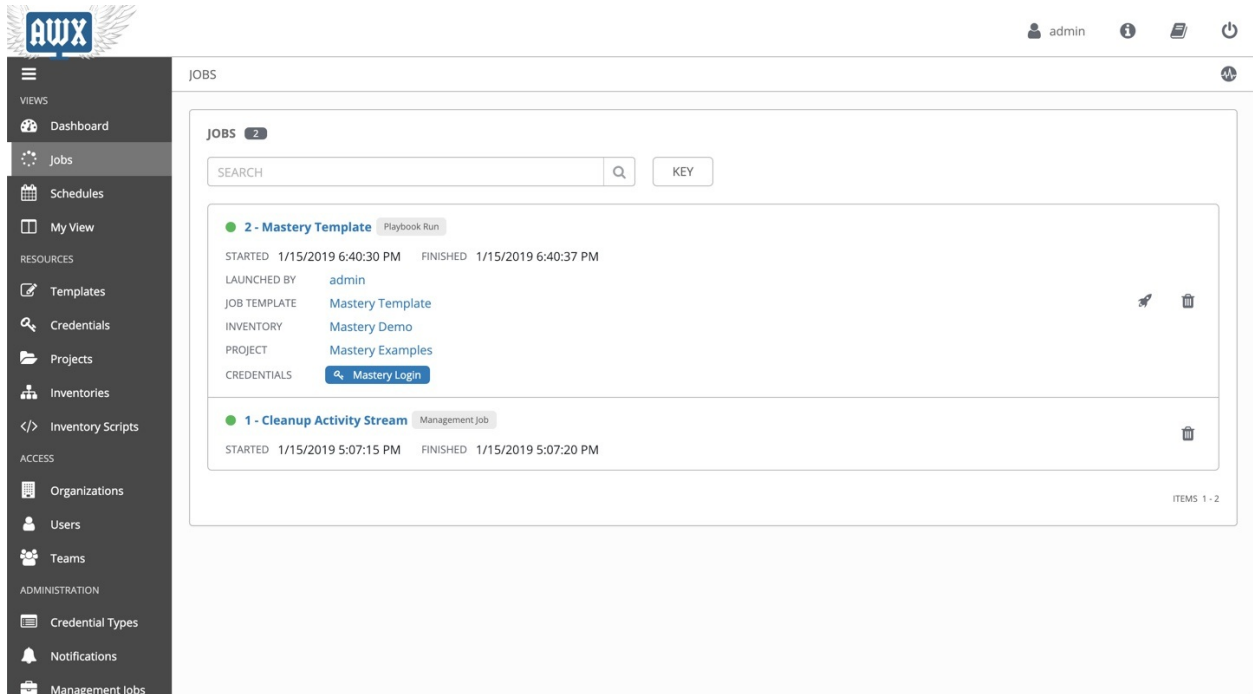 AWX
admin
JOBS
VIEWS
Dashboard
Jobs
Schedules
My View
RESOURCES
Templates
Credentials
Projects
Inventories
Inventory Scripts
ACCESS
Organizations
Users
Teams
ADMINISTRATION
Credential Types
Notifications
Management Jobs
JOBS 2
SEARCH KEY
2 - Mastery Template Playbook Run
STARTED 1/15/2019 6:40:30 PM FINISHED 1/15/2019 6:40:37 PM
LAUNCHED BY admin
JOB TEMPLATE Mastery Template
INVENTORY Mastery Demo
PROJECT Mastery Examples
CREDENTIALS Mastery Login
1 - Cleanup Activity Stream Management Job
STARTED 1/15/2019 5:07:15 PM FINISHED 1/15/2019 5:07:20 PM
ITEMS 1 - 2